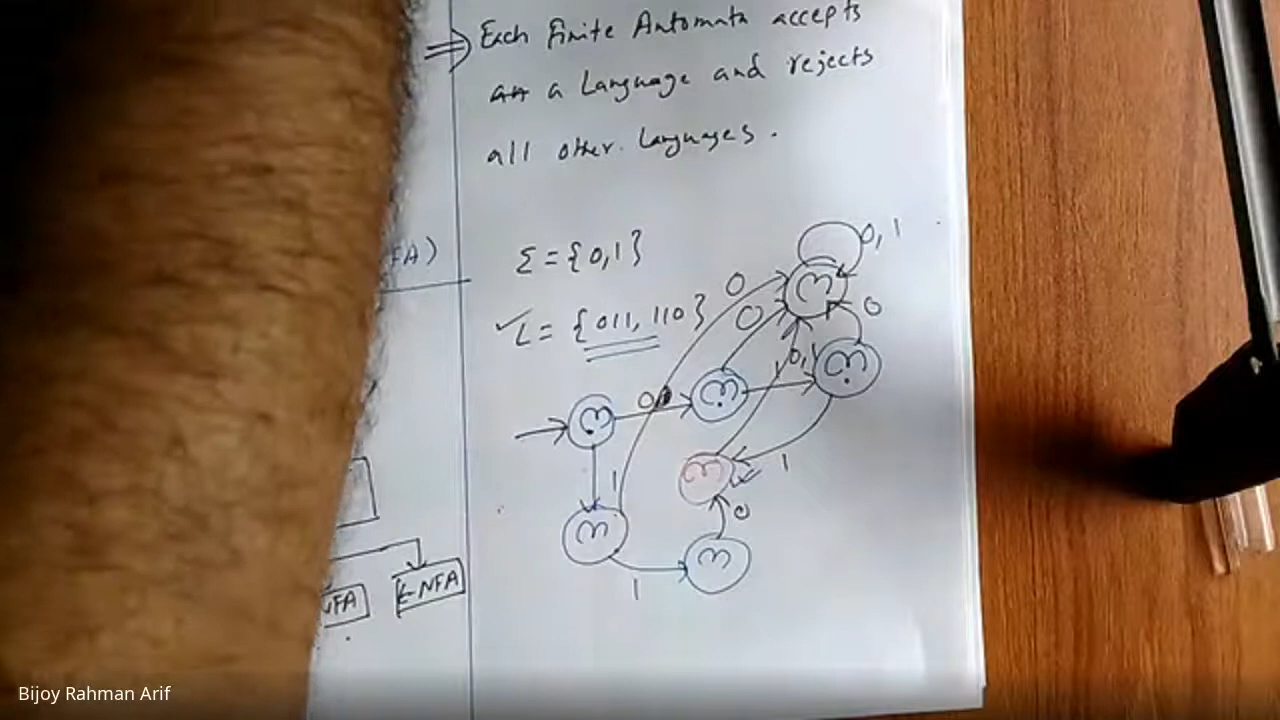 ⇒ Each Finite Automata accepts
a Language and rejects
all other Languages.
FA)
Σ = {0,1}
0,1
0
✓ L = {011, 110}
0
0
0,1
0
1
1
0
1
NFA
ε-NFA
Bijoy Rahman Arif